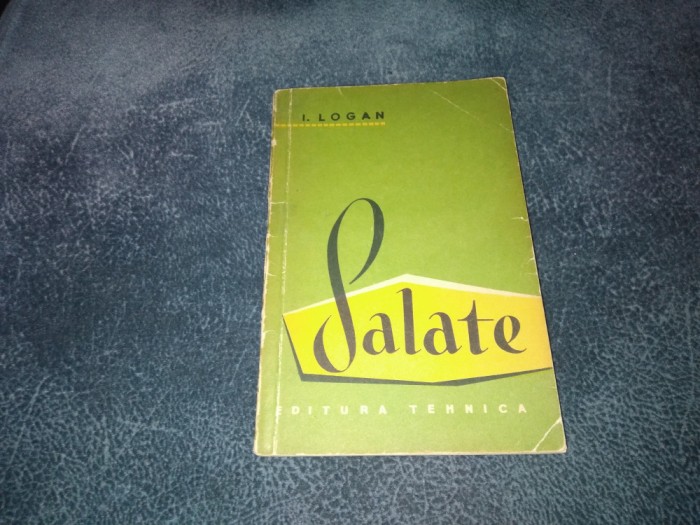 I. LOGAN
Salate
EDITURA TEHNICA